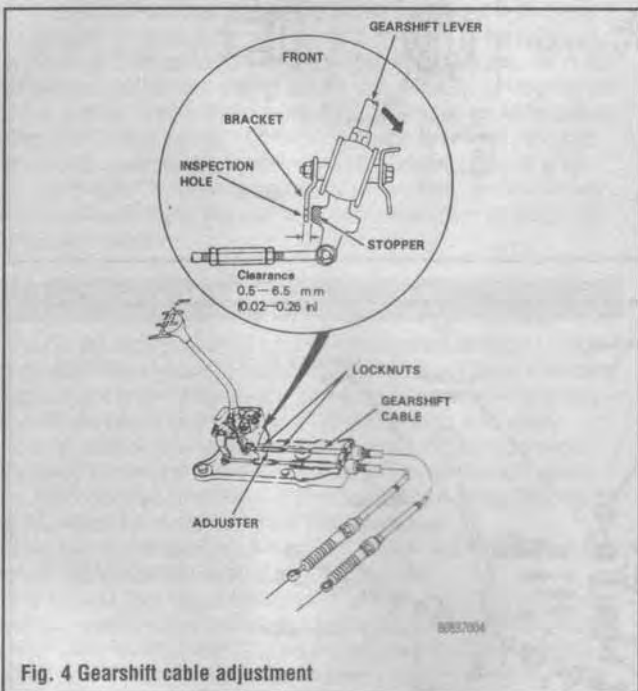 GEARSHIFT LEVER
FRONT
BRACKET
INSPECTION
HOLE
STOPPER
Clearance
0.5—6.5 mm
(0.02—0.26 in)
LOCKNUTS
GEARSHIFT
CABLE
ADJUSTER
Fig. 4 Gearshift cable adjustment